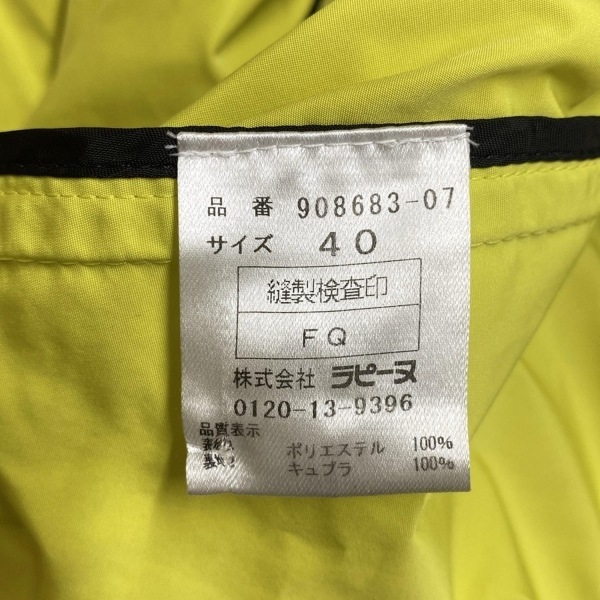 品番 908683-07
サイズ 40
縫製検査印
FQ
株式会社 ラピーヌ
0120-13-9396
品質表示
ポリエステル 100%
キュプラ 100%